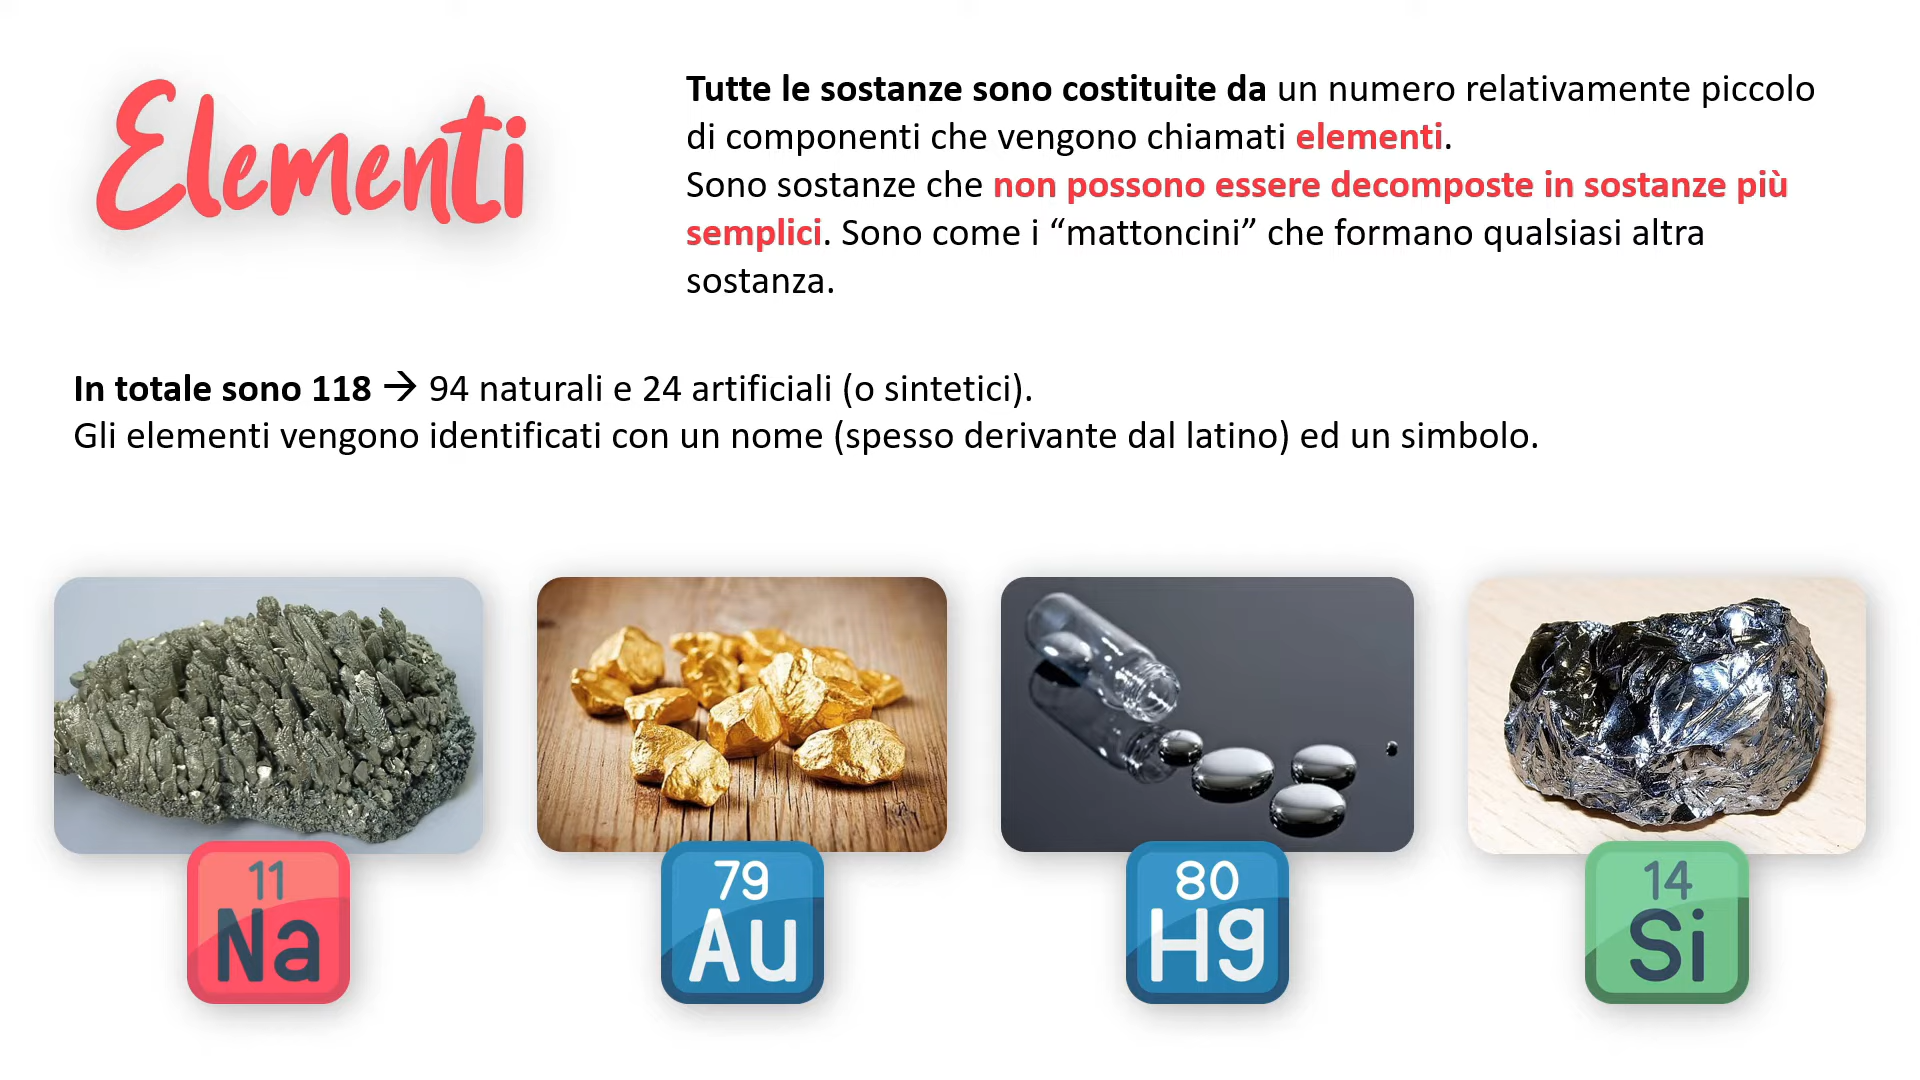 Elementi
Tutte le sostanze sono costituite da un numero relativamente piccolo
di componenti che vengono chiamati elementi.
Sono sostanze che non possono essere decomposte in sostanze più
semplici. Sono come i “mattoncini” che formano qualsiasi altra
sostanza.
In totale sono 118 → 94 naturali e 24 artificiali (o sintetici).
Gli elementi vengono identificati con un nome (spesso derivante dal latino) ed un simbolo.
11
Na
79
Au
80
Hg
14
Si